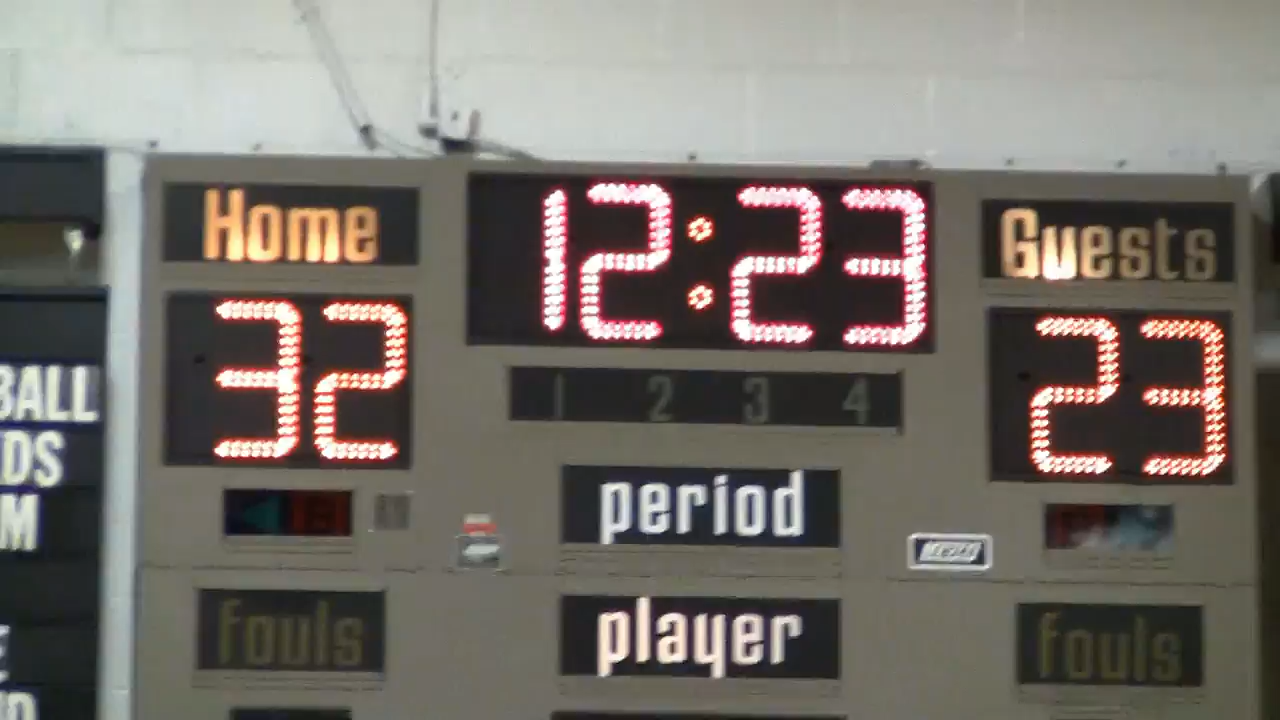 Home
12:23
Guests
32
23
1 2 3 4
BALL
DS
M
period
fouls
player
fouls
E